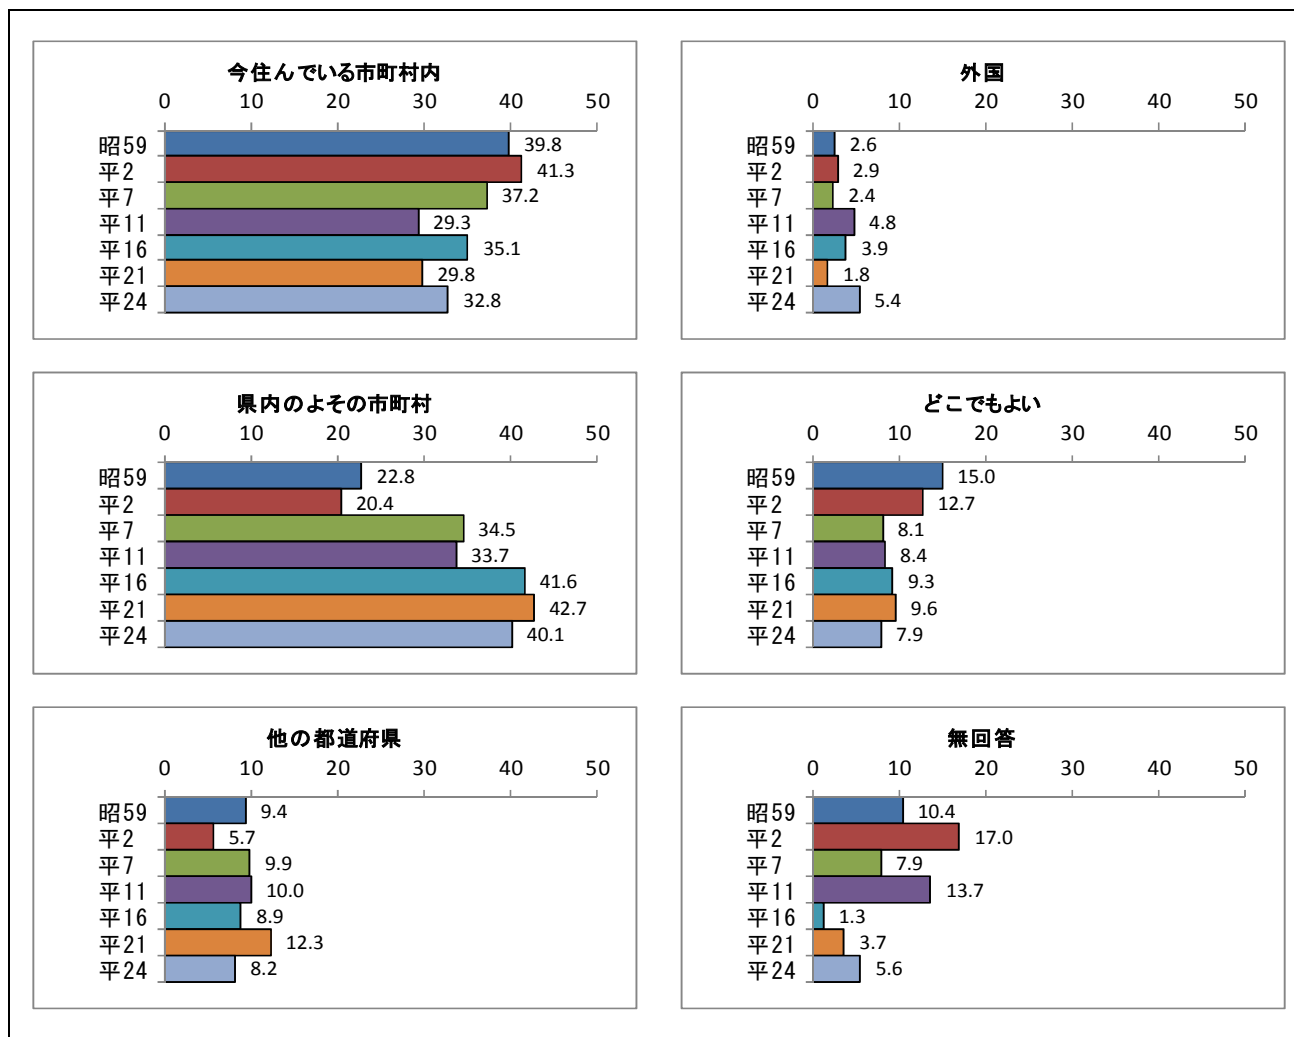 今住んでいる市町村内
0 10 20 30 40 50
昭59 39.8
平2 41.3
平7 37.2
平11 29.3
平16 35.1
平21 29.8
平24 32.8
外国
0 10 20 30 40 50
昭59 2.6
平2 2.9
平7 2.4
平11 4.8
平16 3.9
平21 1.8
平24 5.4
県内のよその市町村
0 10 20 30 40 50
昭59 22.8
平2 20.4
平7 34.5
平11 33.7
平16 41.6
平21 42.7
平24 40.1
どこでもよい
0 10 20 30 40 50
昭59 15.0
平2 12.7
平7 8.1
平11 8.4
平16 9.3
平21 9.6
平24 7.9
他の都道府県
0 10 20 30 40 50
昭59 9.4
平2 5.7
平7 9.9
平11 10.0
平16 8.9
平21 12.3
平24 8.2
無回答
0 10 20 30 40 50
昭59 10.4
平2 17.0
平7 7.9
平11 13.7
平16 1.3
平21 3.7
平24 5.6